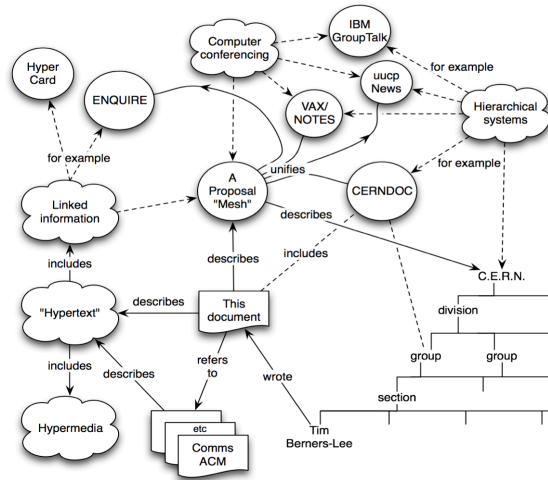 IBM
GroupTalk
Computer
conferencing
Hyper
Card
for example
uucp
News
ENQUIRE
VAX/
NOTES
Hierarchical
systems
for example
unifies
for example
A
Proposal
"Mesh"
CERNDOC
Linked
information
describes
includes
describes
includes
C.E.R.N.
"Hypertext"
describes
This
document
division
includes
describes
refers
to
group
group
wrote
section
Hypermedia
etc
Comms
ACM
Tim
Berners-Lee